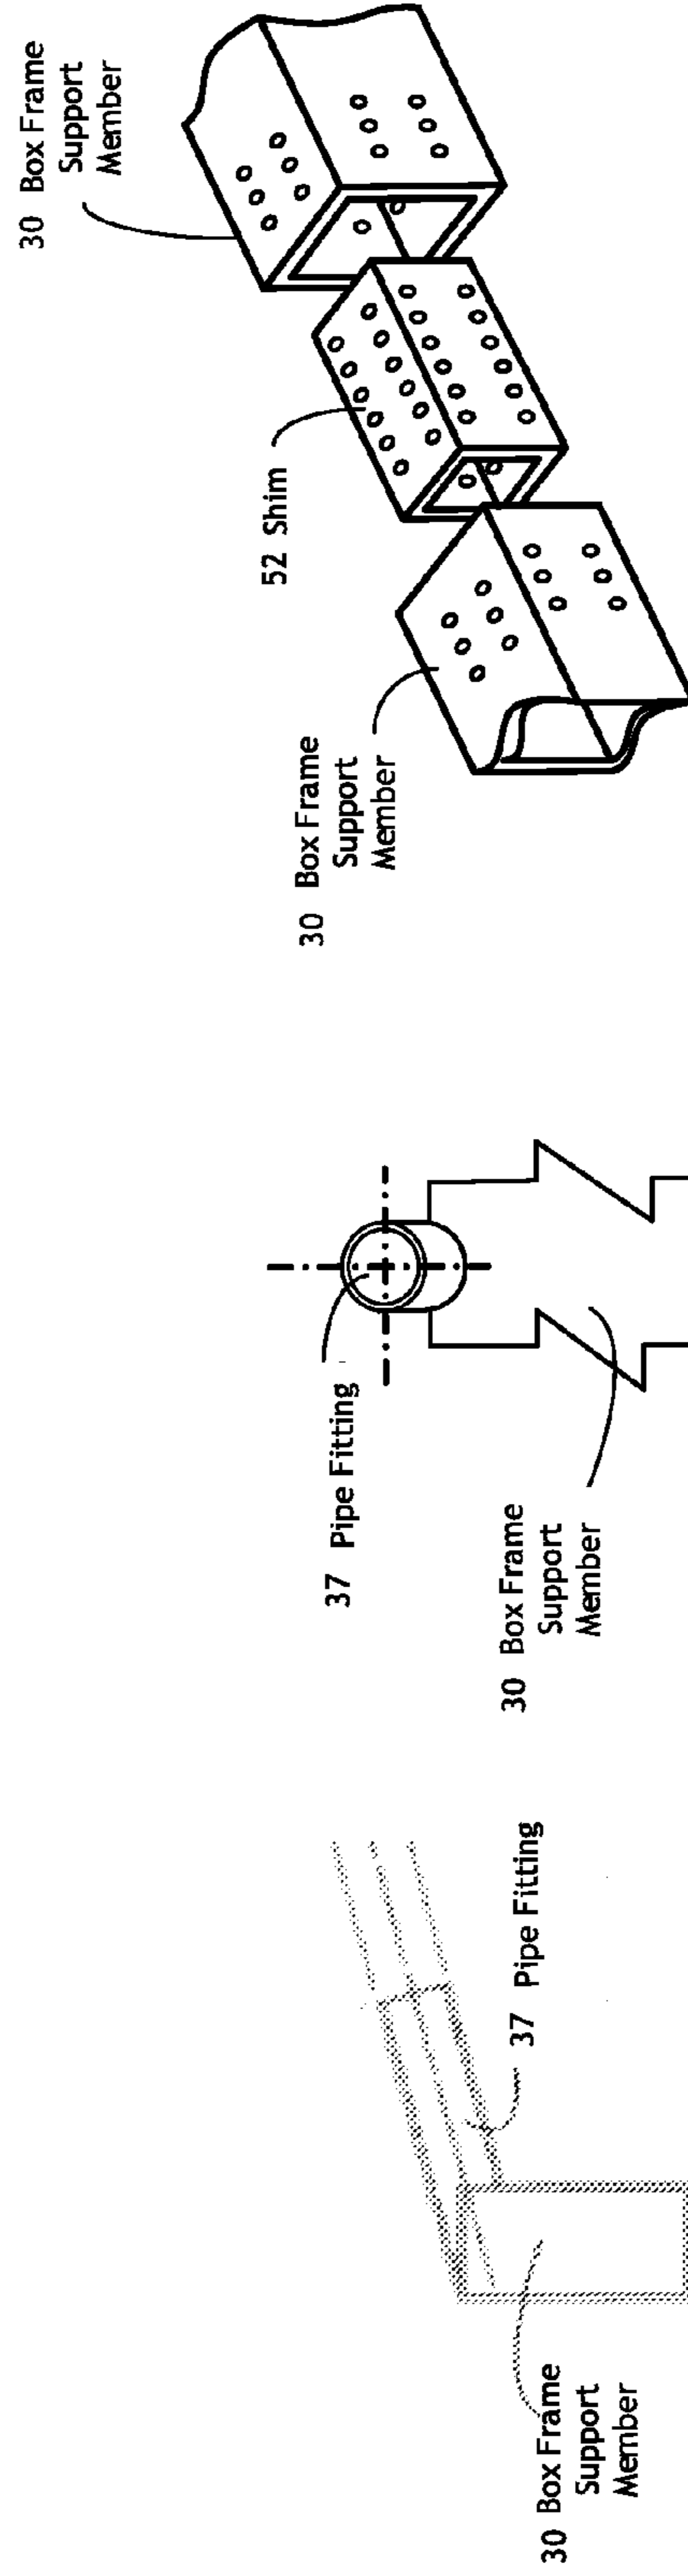 30 Box Frame
Support
Member
37 Pipe Fitting
37 Pipe Fitting
30 Box Frame
Support
Member
30 Box Frame
Support
Member
52 Shim
30 Box Frame
Support
Member